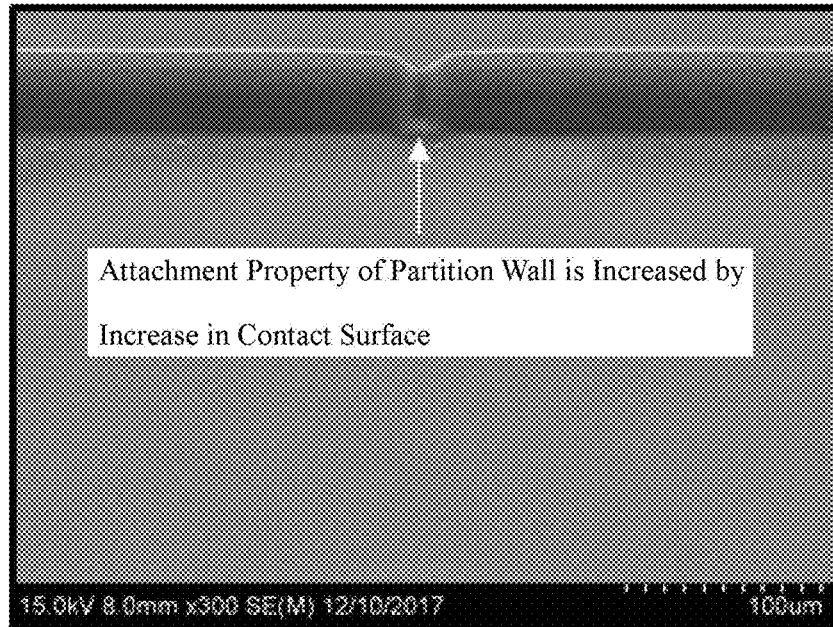 Attachment Property of Partition Wall is Increased by
Increase in Contact Surface
15.0kV 8.0mm x300 SE(M) 12/10/2017
100um